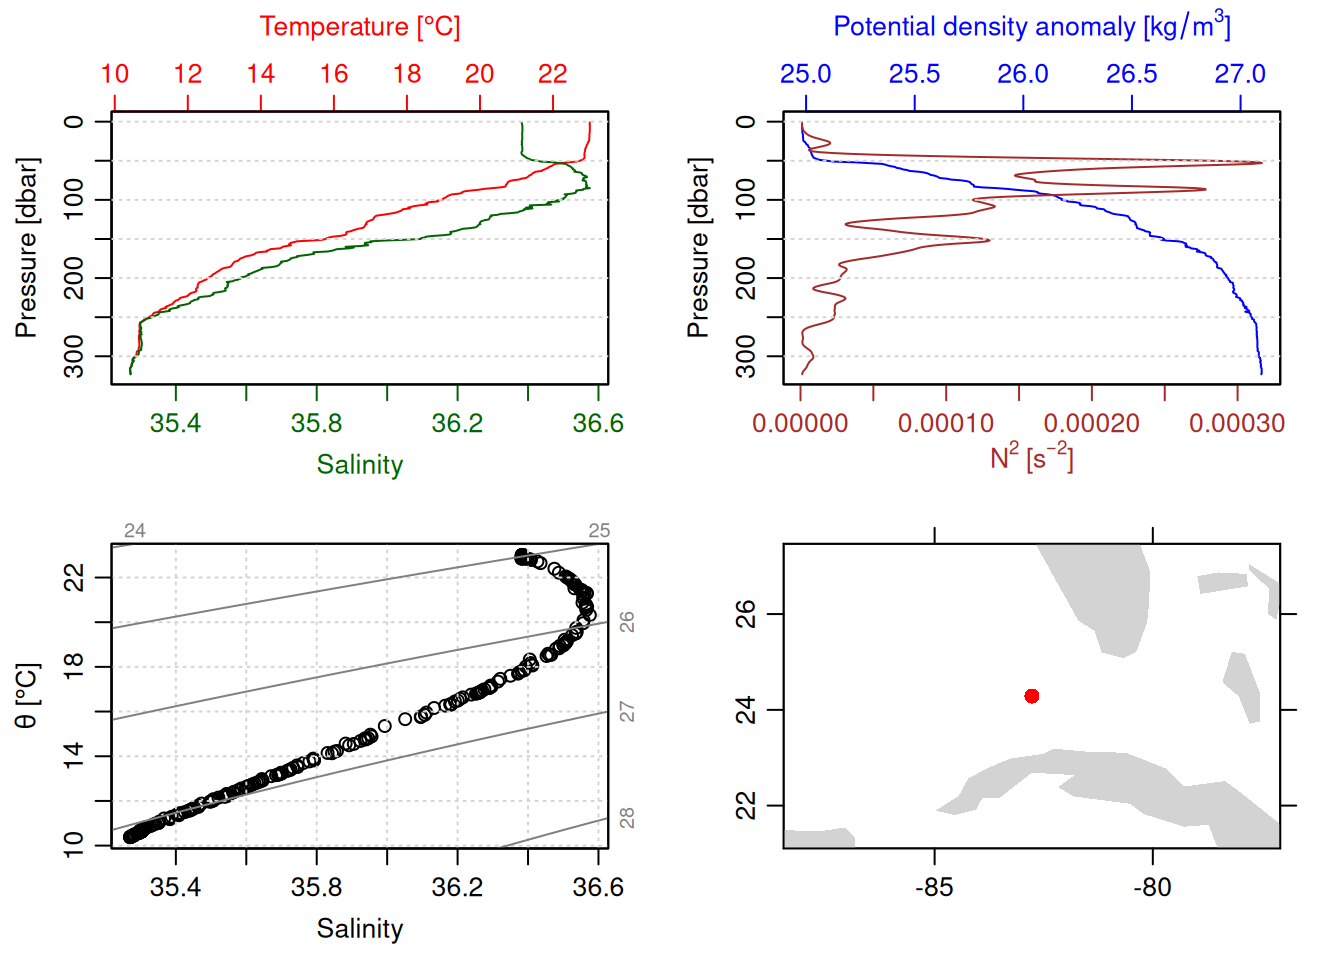 Temperature [°C]
10 12 14 16 18 20 22
Pressure [dbar]
0
100
200
300
35.4 35.8 36.2 36.6
Salinity
Potential density anomaly [kg/m³]
25.0 25.5 26.0 26.5 27.0
Pressure [dbar]
0
100
200
300
0.00000 0.00010 0.00020 0.00030
N² [s⁻²]
24 25
θ [°C]
22
18
14
10
26
27
28
35.4 35.8 36.2 36.6
Salinity
26
24
22
-85 -80